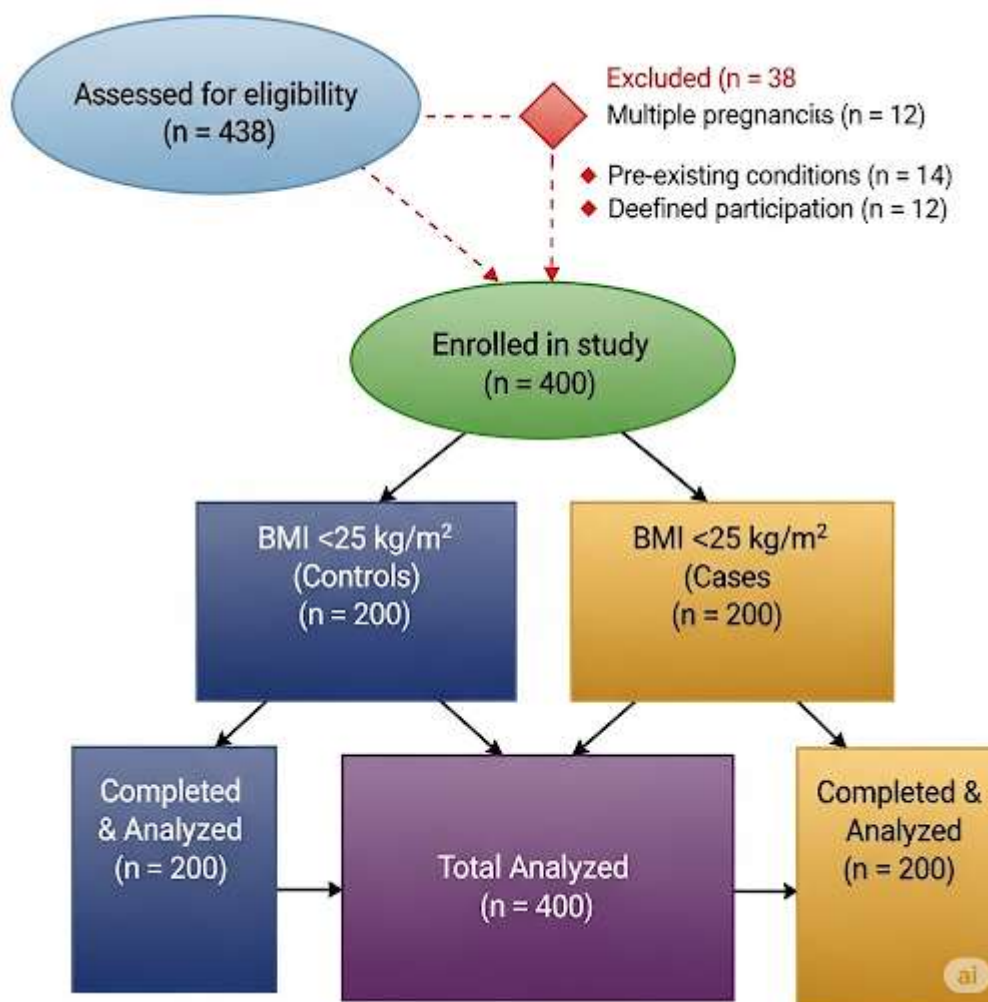 Assessed for eligibility
(n = 438)
Excluded (n = 38
Multiple pregnanciis (n = 12)
Pre-existing conditions (n = 14)
Deefined participation (n = 12)
Enrolled in study
(n = 400)
BMI <25 kg/m²
(Controls)
(n = 200)
BMI <25 kg/m²
(Cases
(n = 200)
Completed
& Analyzed
(n = 200)
Total Analyzed
(n = 400)
Completed &
Analyzed
(n = 200)
ai